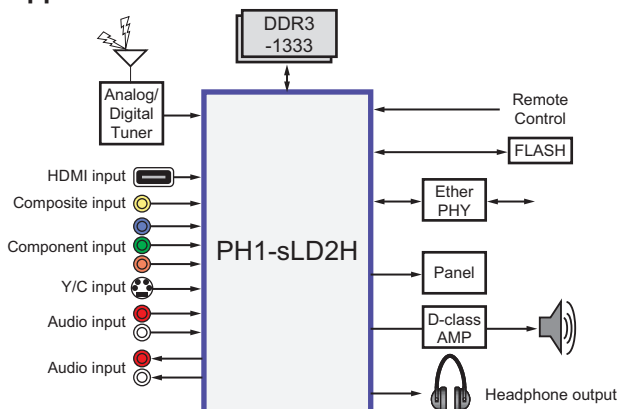 DDR3
-1333
Analog/
Digital
Tuner
Remote
Control
FLASH
HDMI input
Composite input
Ether
PHY
Component input
PH1-sLD2H
Panel
Y/C input
Audio input
D-class
AMP
Audio input
Headphone output